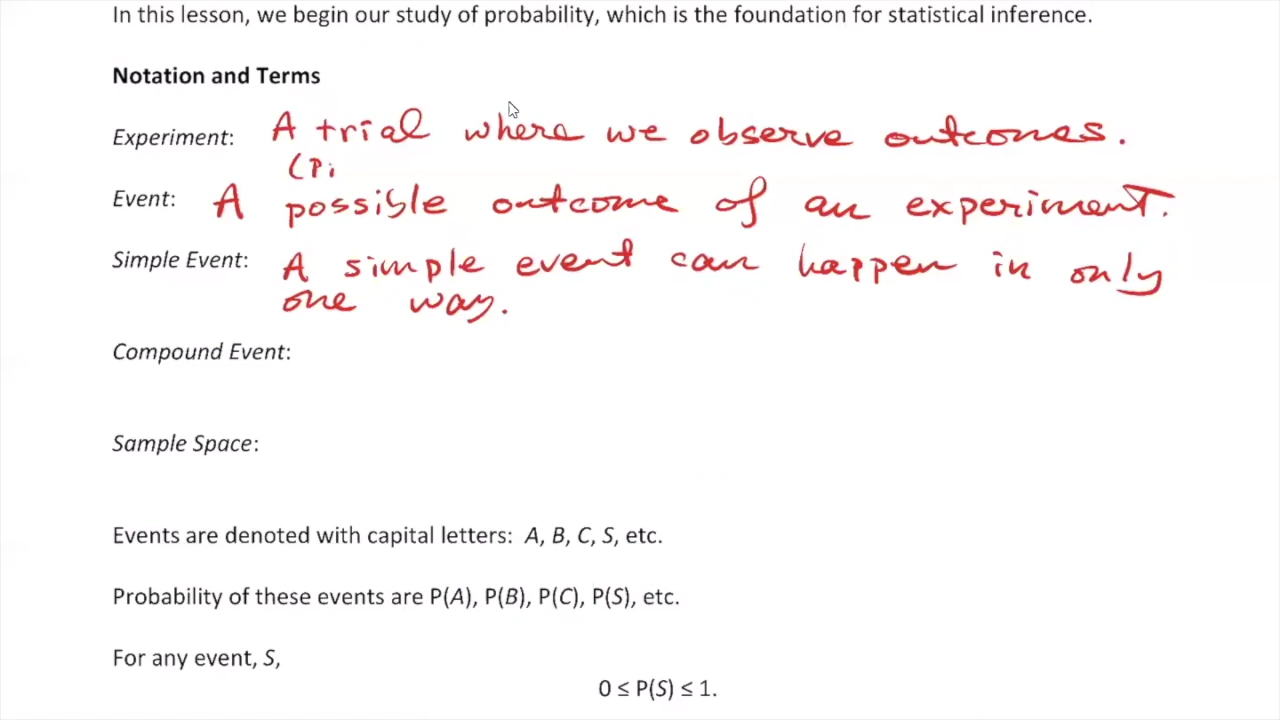 In this lesson, we begin our study of probability, which is the foundation for statistical inference.
Notation and Terms
Experiment: A trial where we observe outcomes.
(Pi
Event: A possible outcome of an experiment.
Simple Event: A simple event can happen in only
one way.
Compound Event:
Sample Space:
Events are denoted with capital letters: A, B, C, S, etc.
Probability of these events are P(A), P(B), P(C), P(S), etc.
For any event, S,
0 ≤ P(S) ≤ 1.